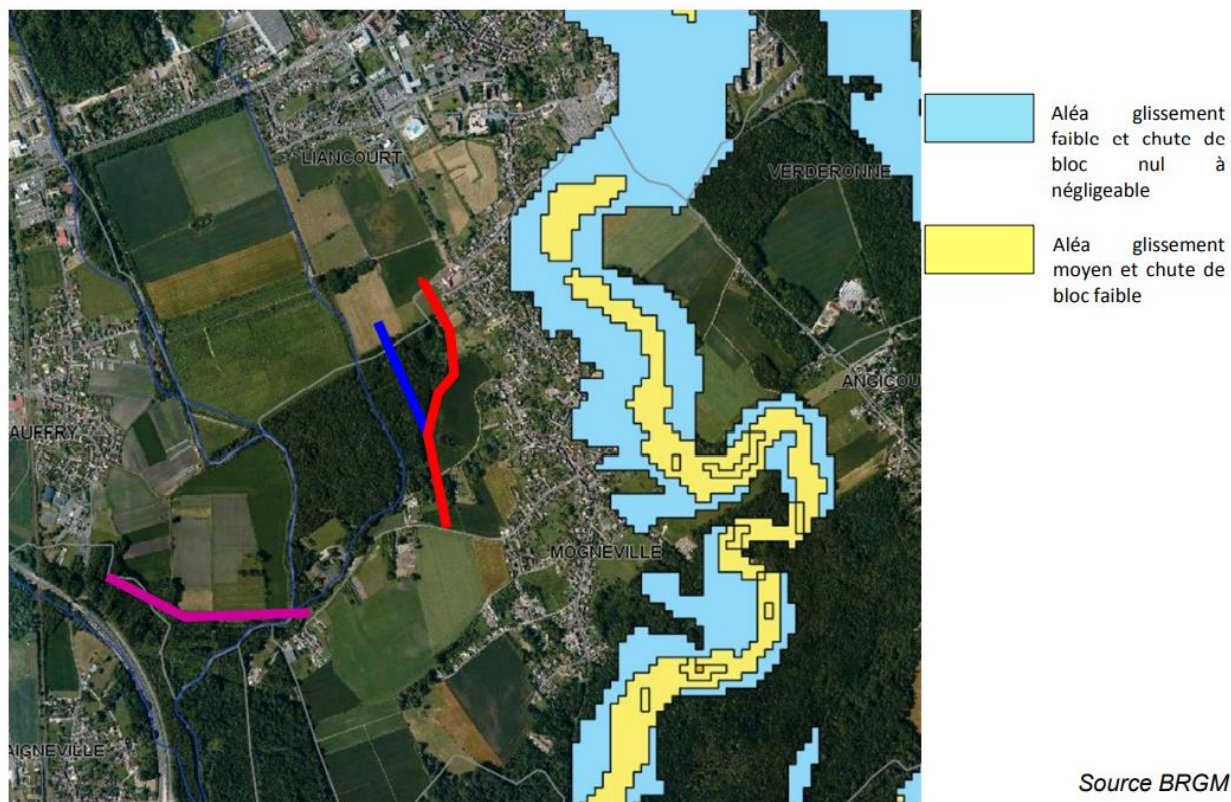 LIANCOURT
VERDERONNE
ANGICOU
AUFFRY
MOGNEVILLE
AIGNEVILLE
Aléa glissement
faible et chute de
bloc nul à
négligeable
Aléa glissement
moyen et chute de
bloc faible
Source BRGM